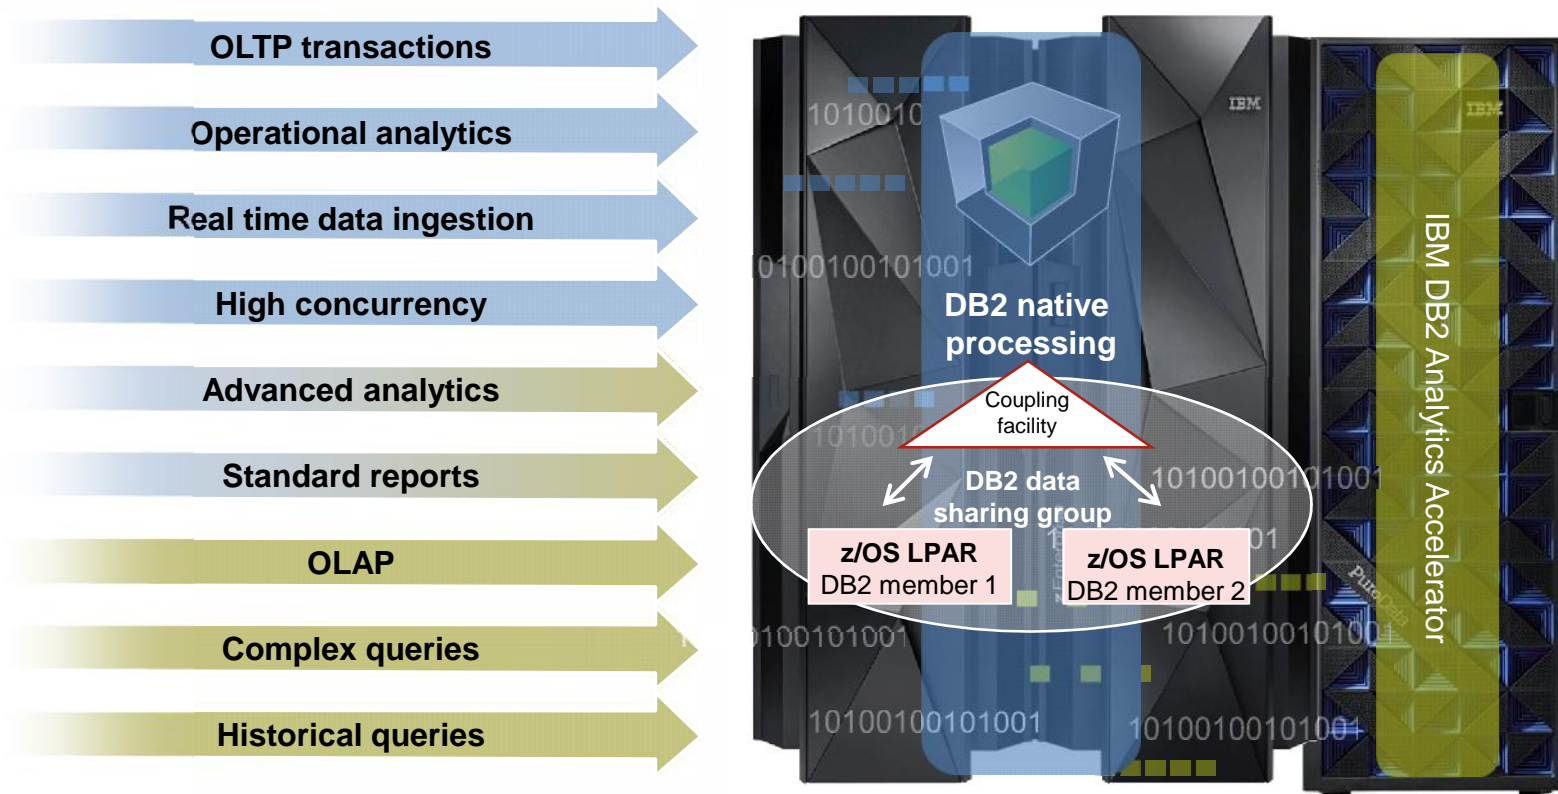 OLTP transactions
Operational analytics
Real time data ingestion
High concurrency
Advanced analytics
Standard reports
OLAP
Complex queries
Historical queries
IBM
IBM
1010010
10100100101001
DB2 native
processing
Coupling
facility
101001
10100100101001
DB2 data
sharing group
z/OS LPAR
DB2 member 1
z/OS LPAR
DB2 member 2
PureData
10100100101001
10100100101001
10100100101001
IBM DB2 Analytics Accelerator